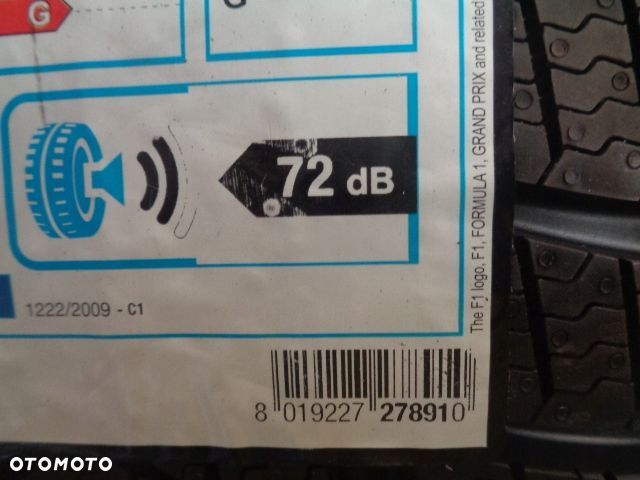 G
G
72 dB
1222/2009 - C1
The F1 logo, F1, FORMULA 1, GRAND PRIX and related
8 019227 278910
OTOMOTO